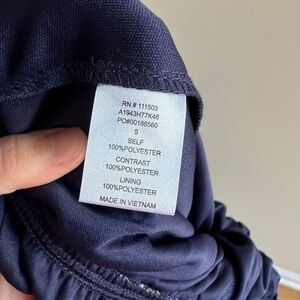 RN # 111503
A1943H77K46
PO#00186560
S
SELF
100%POLYESTER
CONTRAST
100%POLYESTER
LINING
100%POLYESTER
MADE IN VIETNAM